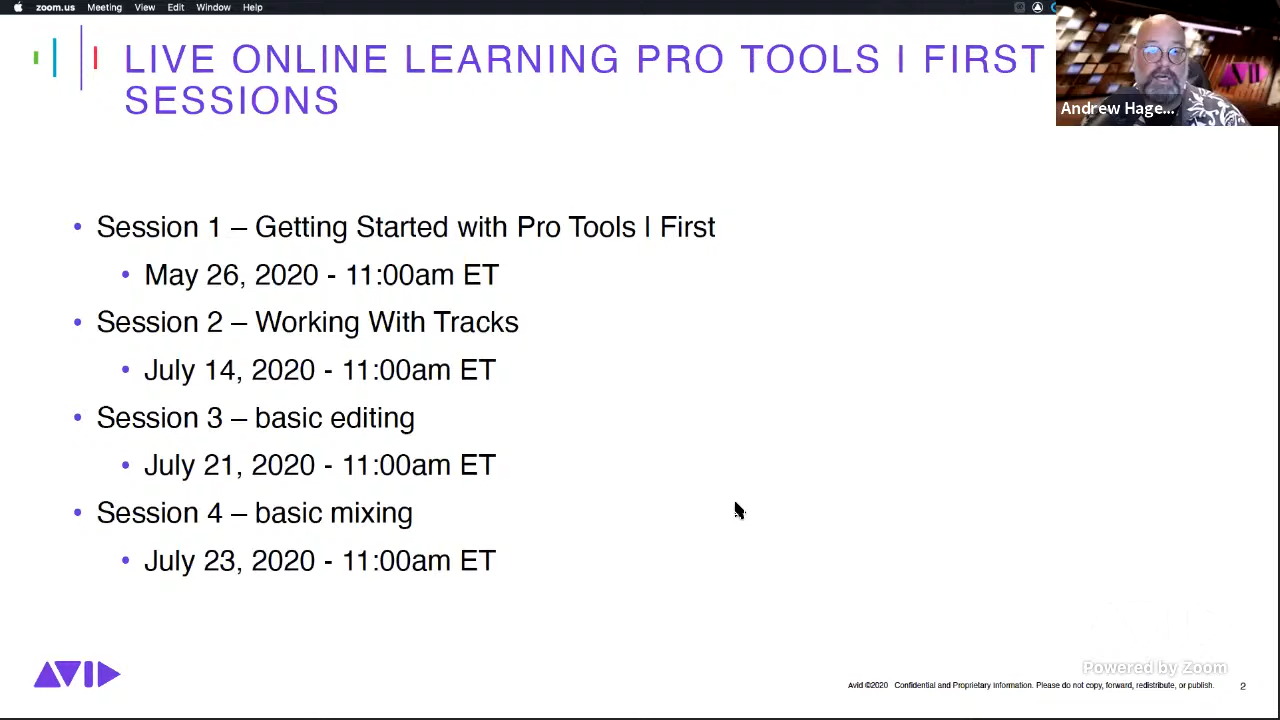 zoom.us Meeting View Edit Window Help
LIVE ONLINE LEARNING PRO TOOLS | FIRST
SESSIONS
Andrew Hage...
• Session 1 – Getting Started with Pro Tools | First
• May 26, 2020 - 11:00am ET
• Session 2 – Working With Tracks
• July 14, 2020 - 11:00am ET
• Session 3 – basic editing
• July 21, 2020 - 11:00am ET
• Session 4 – basic mixing
• July 23, 2020 - 11:00am ET
AVID
Powered by Zoom
Avid ©2020 Confidential and Proprietary Information. Please do not copy, forward, redistribute, or publish. 2